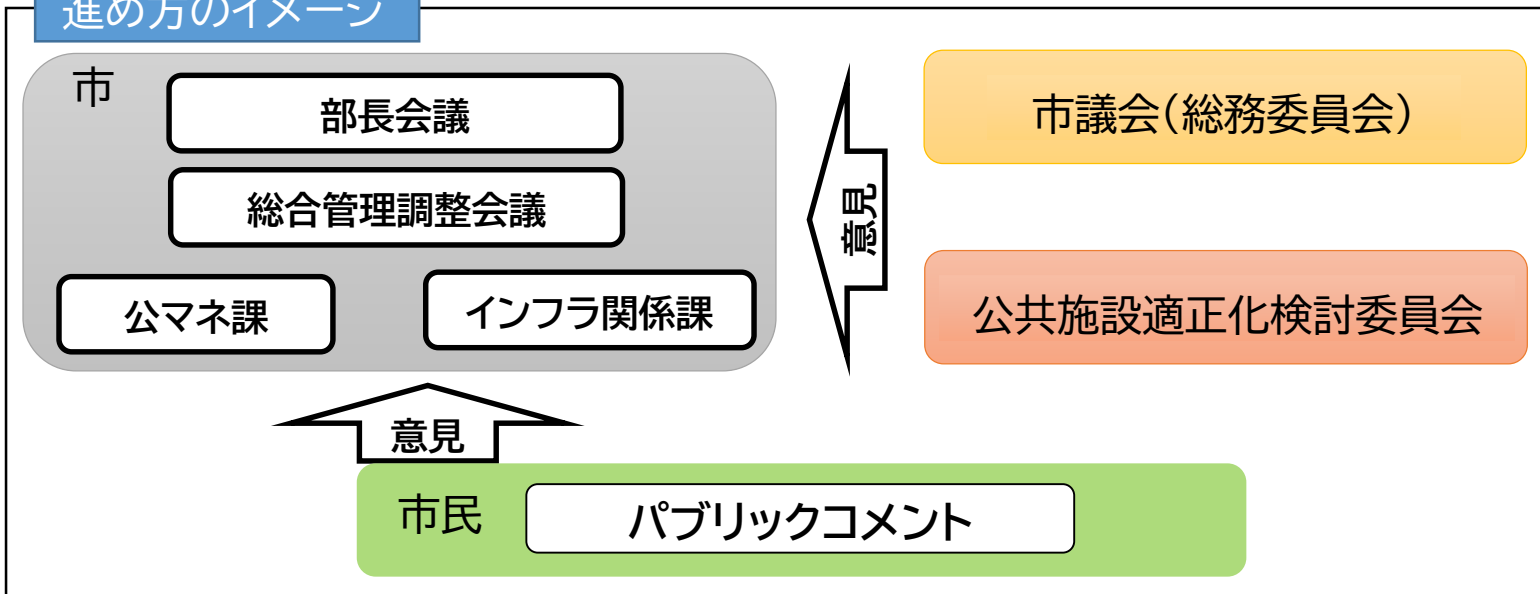 進め方のイメージ
市
部長会議
総合管理調整会議
公マネ課
インフラ関係課
意見
市議会(総務委員会)
公共施設適正化検討委員会
意見
市民
パブリックコメント